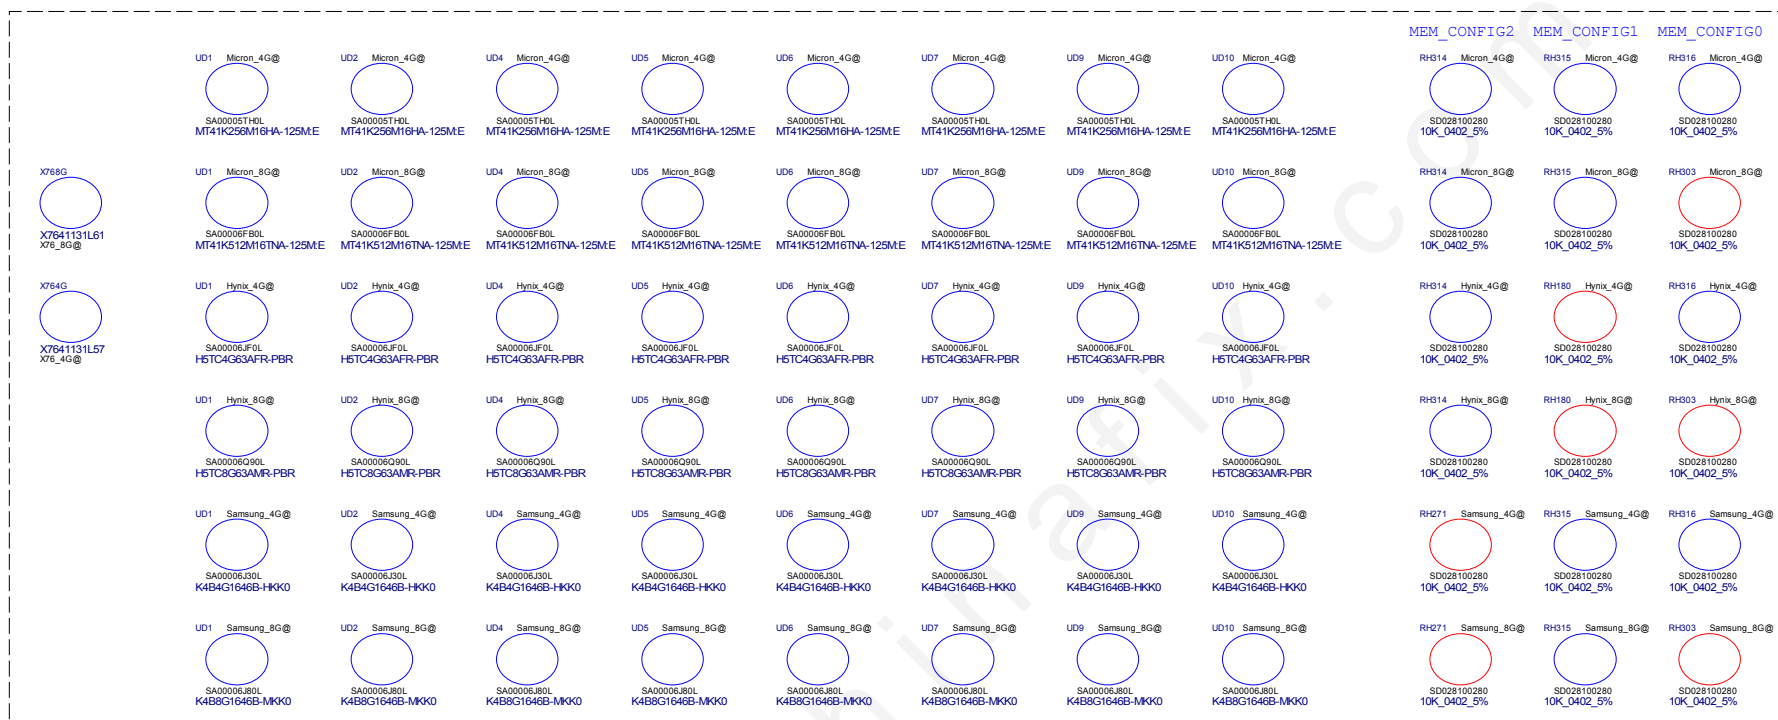 MEM_CONFIG2 MEM_CONFIG1 MEM_CONFIG0
UD1 Micron_4G@ UD2 Micron_4G@ UD4 Micron_4G@ UD5 Micron_4G@ UD6 Micron_4G@ UD7 Micron_4G@ UD9 Micron_4G@ UD10 Micron_4G@ RH314 Micron_4G@ RH315 Micron_4G@ RH316 Micron_4G@
SA00005TH0L SA00005TH0L SA00005TH0L SA00005TH0L SA00005TH0L SA00005TH0L SA00005TH0L SA00005TH0L SD028100280 SD028100280 SD028100280
MT41K256M16HA-125M:E MT41K256M16HA-125M:E MT41K256M16HA-125M:E MT41K256M16HA-125M:E MT41K256M16HA-125M:E MT41K256M16HA-125M:E MT41K256M16HA-125M:E MT41K256M16HA-125M:E 10K_0402_5% 10K_0402_5% 10K_0402_5%
X768G UD1 Micron_8G@ UD2 Micron_8G@ UD4 Micron_8G@ UD5 Micron_8G@ UD6 Micron_8G@ UD7 Micron_8G@ UD9 Micron_8G@ UD10 Micron_8G@ RH314 Micron_8G@ RH315 Micron_8G@ RH303 Micron_8G@
X7641131L61 SA00006FB0L SA00006FB0L SA00006FB0L SA00006FB0L SA00006FB0L SA00006FB0L SA00006FB0L SA00006FB0L SD028100280 SD028100280 SD028100280
X76_8G@ MT41K512M16TNA-125M:E MT41K512M16TNA-125M:E MT41K512M16TNA-125M:E MT41K512M16TNA-125M:E MT41K512M16TNA-125M:E MT41K512M16TNA-125M:E MT41K512M16TNA-125M:E MT41K512M16TNA-125M:E 10K_0402_5% 10K_0402_5% 10K_0402_5%
X764G UD1 Hynix_4G@ UD2 Hynix_4G@ UD4 Hynix_4G@ UD5 Hynix_4G@ UD6 Hynix_4G@ UD7 Hynix_4G@ UD9 Hynix_4G@ UD10 Hynix_4G@ RH314 Hynix_4G@ RH180 Hynix_4G@ RH316 Hynix_4G@
X7641131L57 SA00006JF0L SA00006JF0L SA00006JF0L SA00006JF0L SA00006JF0L SA00006JF0L SA00006JF0L SA00006JF0L SD028100280 SD028100280 SD028100280
X76_4G@ H5TC4G63AFR-PBR H5TC4G63AFR-PBR H5TC4G63AFR-PBR H5TC4G63AFR-PBR H5TC4G63AFR-PBR H5TC4G63AFR-PBR H5TC4G63AFR-PBR H5TC4G63AFR-PBR 10K_0402_5% 10K_0402_5% 10K_0402_5%
UD1 Hynix_8G@ UD2 Hynix_8G@ UD4 Hynix_8G@ UD5 Hynix_8G@ UD6 Hynix_8G@ UD7 Hynix_8G@ UD9 Hynix_8G@ UD10 Hynix_8G@ RH314 Hynix_8G@ RH180 Hynix_8G@ RH303 Hynix_8G@
SA00006Q90L SA00006Q90L SA00006Q90L SA00006Q90L SA00006Q90L SA00006Q90L SA00006Q90L SA00006Q90L SD028100280 SD028100280 SD028100280
H5TC8G63AMR-PBR H5TC8G63AMR-PBR H5TC8G63AMR-PBR H5TC8G63AMR-PBR H5TC8G63AMR-PBR H5TC8G63AMR-PBR H5TC8G63AMR-PBR H5TC8G63AMR-PBR 10K_0402_5% 10K_0402_5% 10K_0402_5%
UD1 Samsung_4G@ UD2 Samsung_4G@ UD4 Samsung_4G@ UD5 Samsung_4G@ UD6 Samsung_4G@ UD7 Samsung_4G@ UD9 Samsung_4G@ UD10 Samsung_4G@ RH271 Samsung_4G@ RH315 Samsung_4G@ RH316 Samsung_4G@
SA00006J30L SA00006J30L SA00006J30L SA00006J30L SA00006J30L SA00006J30L SA00006J30L SA00006J30L SD028100280 SD028100280 SD028100280
K4B4G1646B-HKK0 K4B4G1646B-HKK0 K4B4G1646B-HKK0 K4B4G1646B-HKK0 K4B4G1646B-HKK0 K4B4G1646B-HKK0 K4B4G1646B-HKK0 K4B4G1646B-HKK0 10K_0402_5% 10K_0402_5% 10K_0402_5%
UD1 Samsung_8G@ UD2 Samsung_8G@ UD4 Samsung_8G@ UD5 Samsung_8G@ UD6 Samsung_8G@ UD7 Samsung_8G@ UD9 Samsung_8G@ UD10 Samsung_8G@ RH271 Samsung_8G@ RH315 Samsung_8G@ RH303 Samsung_8G@
SA00006J80L SA00006J80L SA00006J80L SA00006J80L SA00006J80L SA00006J80L SA00006J80L SA00006J80L SD028100280 SD028100280 SD028100280
K4B8G1646B-MKK0 K4B8G1646B-MKK0 K4B8G1646B-MKK0 K4B8G1646B-MKK0 K4B8G1646B-MKK0 K4B8G1646B-MKK0 K4B8G1646B-MKK0 K4B8G1646B-MKK0 10K_0402_5% 10K_0402_5% 10K_0402_5%
inafix.com